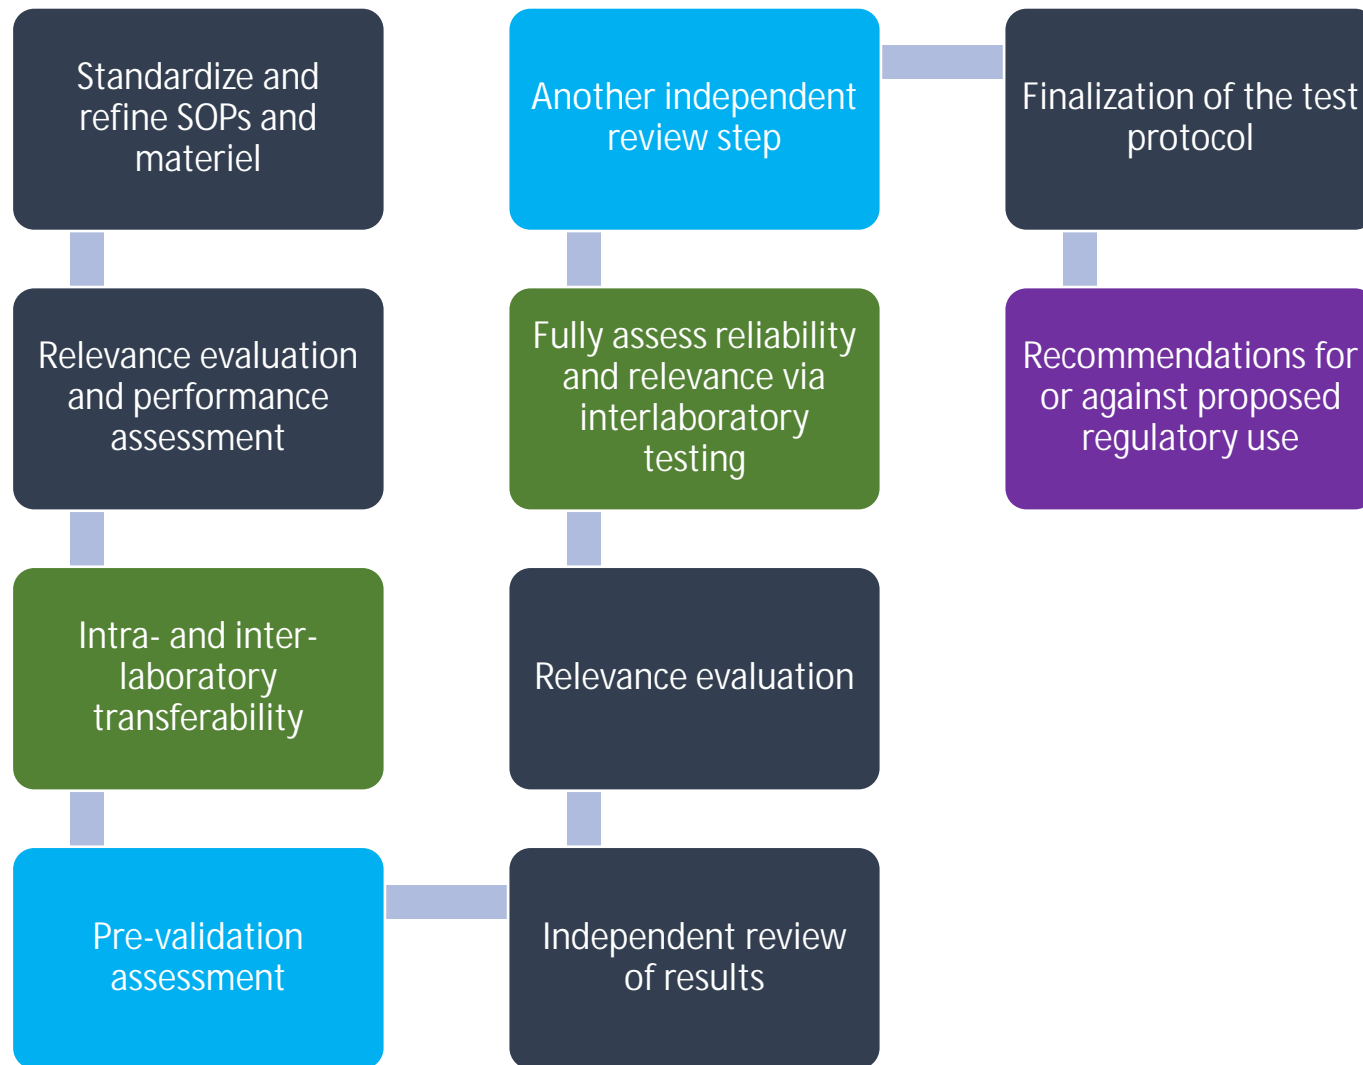 Standardize and
refine SOPs and
materiel
Relevance evaluation
and performance
assessment
Intra- and inter-
laboratory
transferability
Pre-validation
assessment
Independent review
of results
Relevance evaluation
Fully assess reliability
and relevance via
interlaboratory
testing
Another independent
review step
Finalization of the test
protocol
Recommendations for
or against proposed
regulatory use